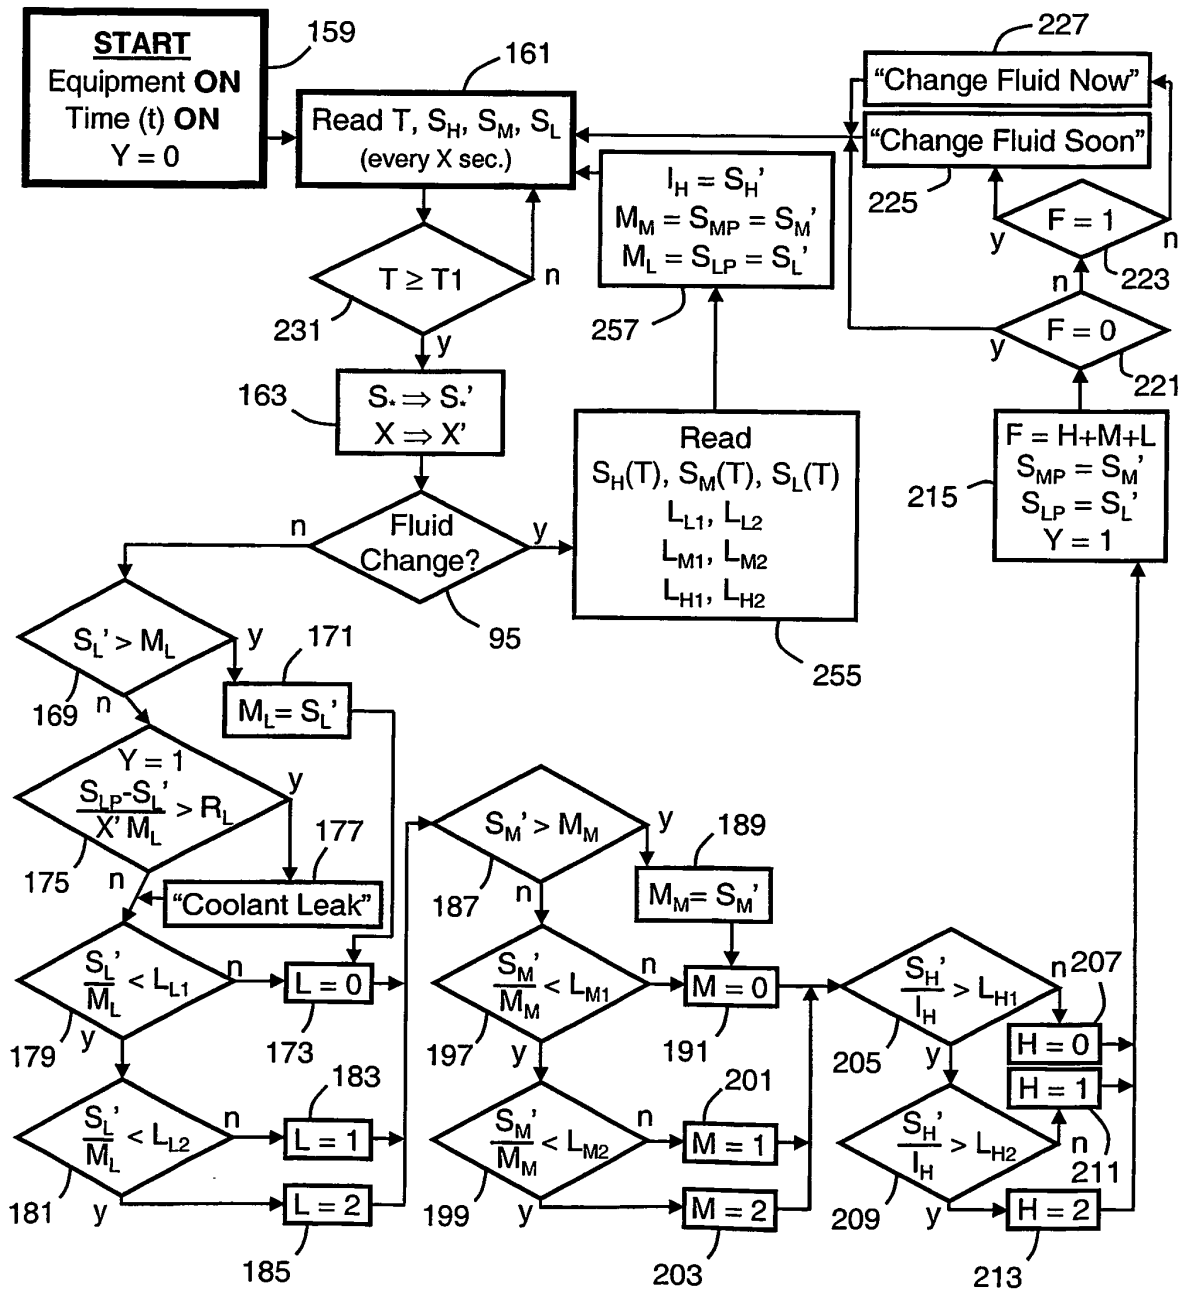 START
Equipment ON
Time (t) ON
Y = 0
159
161
Read T, S_H, S_M, S_L
(every X sec.)
227
"Change Fluid Now"
"Change Fluid Soon"
225
I_H = S_H'
M_M = S_MP = S_M'
M_L = S_LP = S_L'
257
F = 1
y
n
223
T ≥ T1
n
231
y
n
F = 0
y
221
163
S* ⇒ S*'
X ⇒ X'
Read
S_H(T), S_M(T), S_L(T)
L_L1, L_L2
L_M1, L_M2
L_H1, L_H2
255
F = H+M+L
S_MP = S_M'
S_LP = S_L'
Y = 1
215
n
Fluid
Change?
y
95
S_L' > M_L
y
169
n
171
M_L = S_L'
Y = 1
S_LP-S_L'
X' M_L
> R_L
y
175
n
177
"Coolant Leak"
S_L'
M_L
< L_L1
n
179
y
L = 0
173
S_L'
M_L
< L_L2
n
181
y
183
L = 1
L = 2
185
S_M' > M_M
y
187
n
189
M_M = S_M'
S_M'
M_M
< L_M1
n
197
y
M = 0
191
S_M'
M_M
< L_M2
n
199
y
201
M = 1
M = 2
203
S_H'
I_H
> L_H1
n
205
y
207
H = 0
H = 1
211
S_H'
I_H
> L_H2
n
209
y
H = 2
213